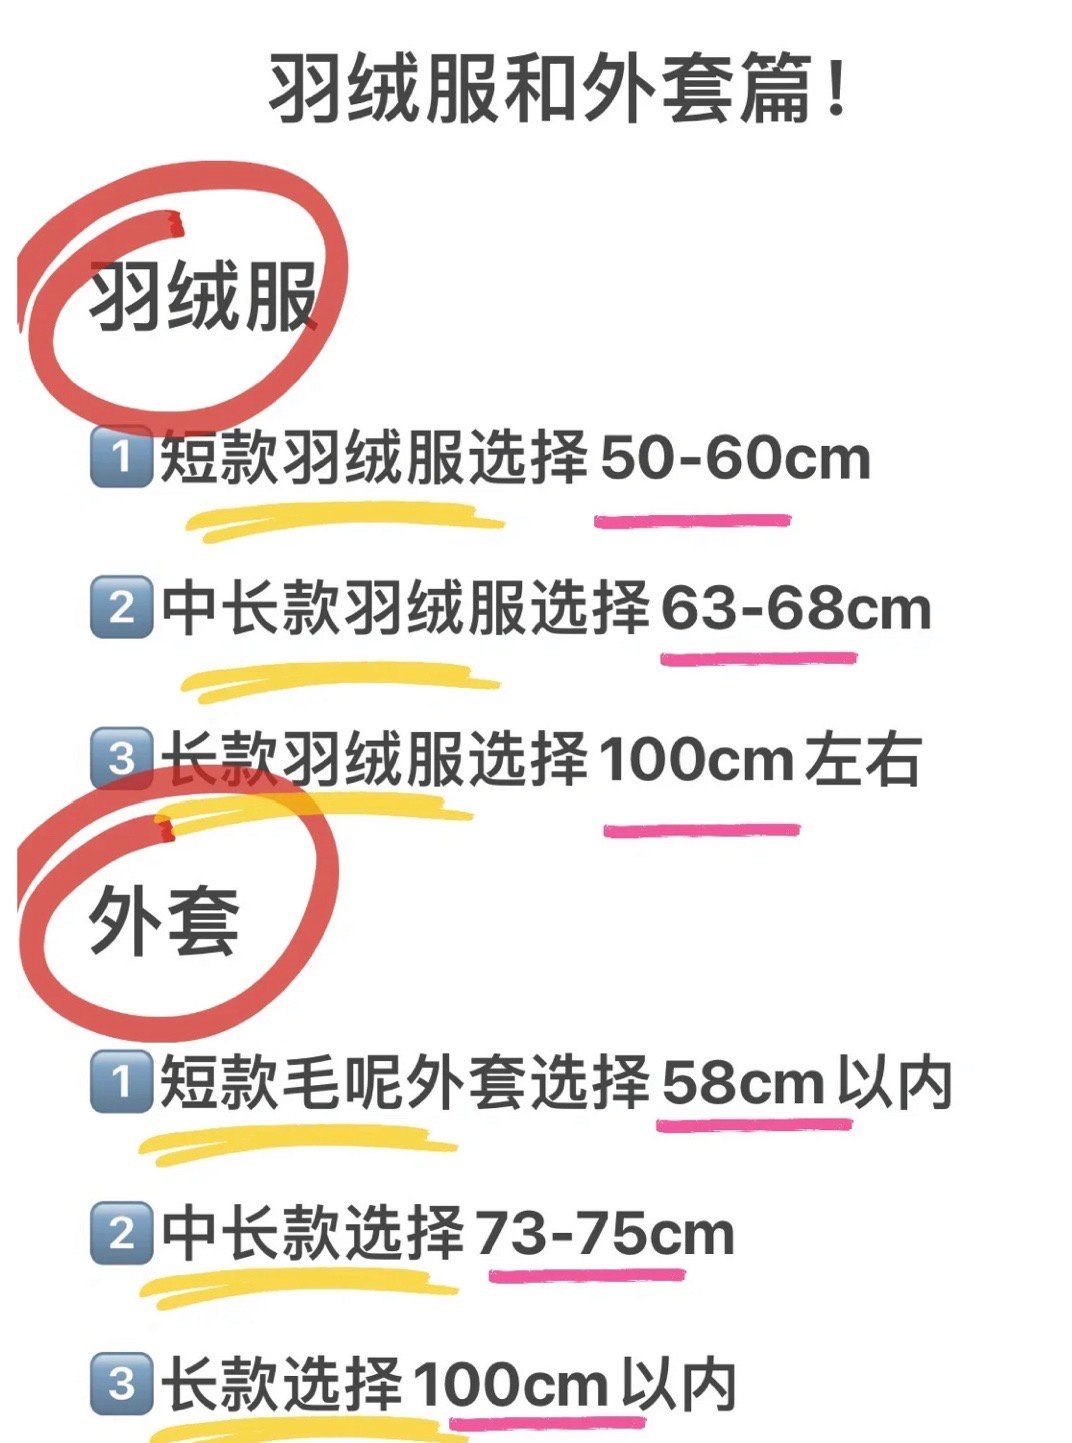 羽绒服和外套篇！
羽绒服
1️⃣短款羽绒服选择50-60cm
2️⃣中长款羽绒服选择63-68cm
3️⃣长款羽绒服选择100cm左右
外套
1️⃣短款毛呢外套选择58cm以内
2️⃣中长款选择73-75cm
3️⃣长款选择100cm以内